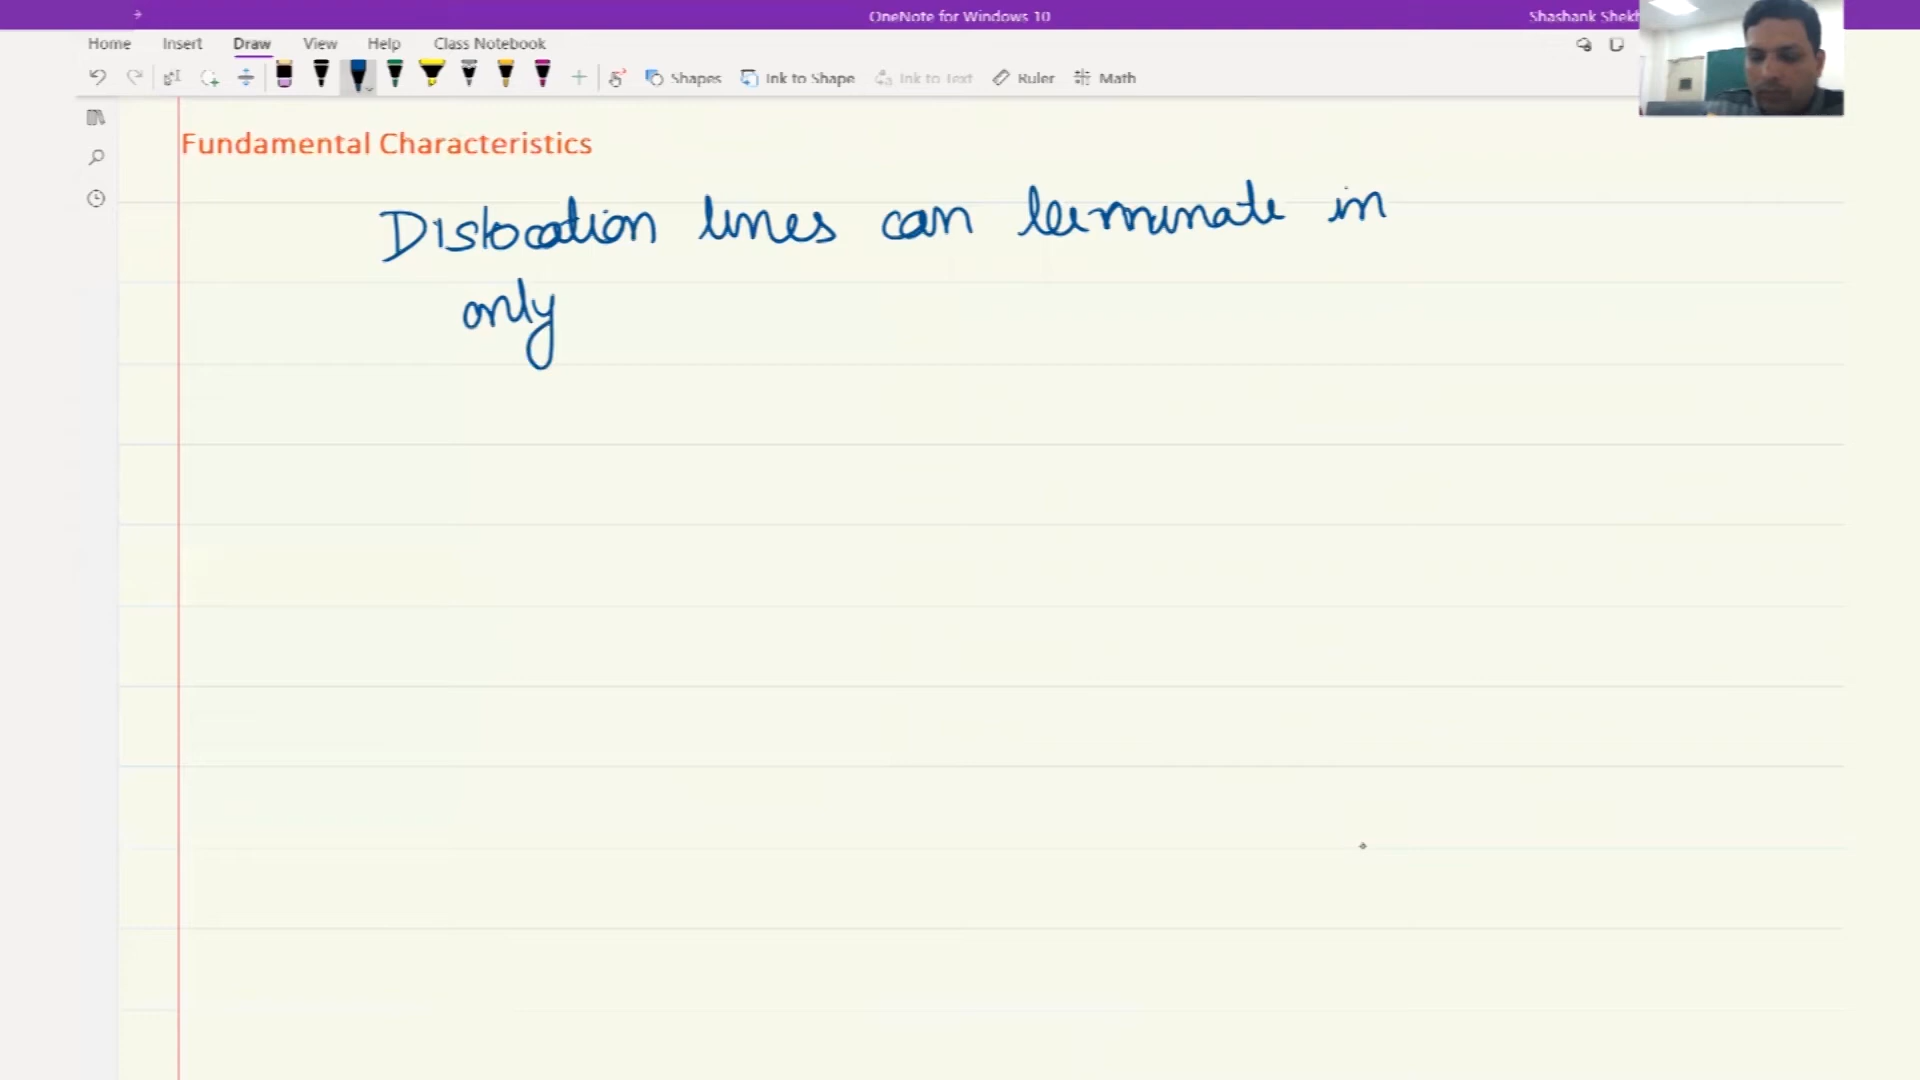 OneNote for Windows 10
Shashank Shekh
Home Insert Draw View Help Class Notebook
Shapes Ink to Shape Ink to Text Ruler Math
Fundamental Characteristics
Dislocation lines can terminate in
only